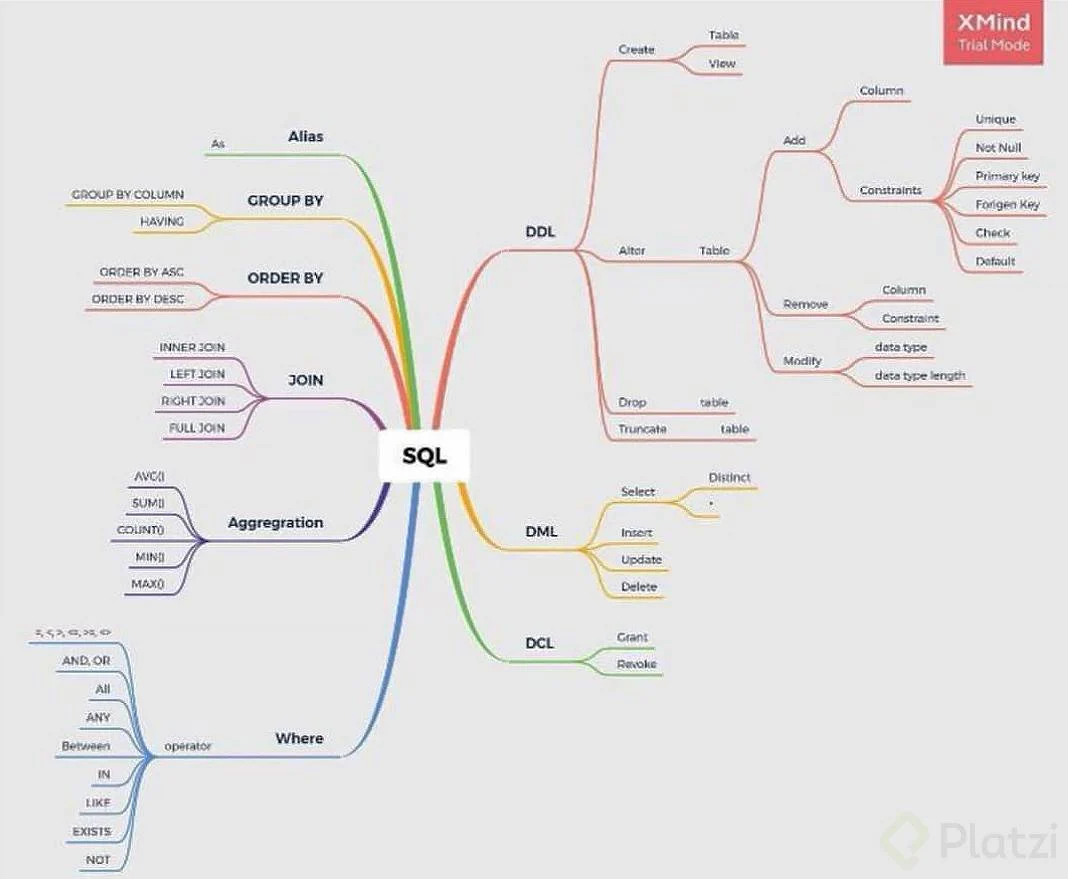 XMind
Trial Mode
SQL
DDL
Create
Table
View
Alter
Table
Add
Column
Constraints
Unique
Not Null
Primary key
Forigen Key
Check
Default
Remove
Column
Constraint
Modify
data type
data type length
Drop
table
Truncate
table
DML
Select
Distinct
*
Insert
Update
Delete
DCL
Grant
Revoke
Alias
As
GROUP BY
GROUP BY COLUMN
HAVING
ORDER BY
ORDER BY ASC
ORDER BY DESC
JOIN
INNER JOIN
LEFT JOIN
RIGHT JOIN
FULL JOIN
Aggregration
AVG()
SUM()
COUNT()
MIN()
MAX()
Where
operator
=, <, >, <=, >=, <>
AND, OR
All
ANY
Between
IN
LIKE
EXISTS
NOT
Platzi